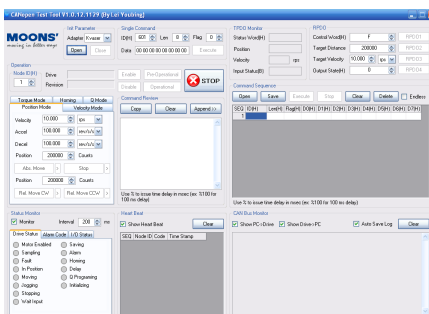 CANopen Test Tool V1.0.12.1129 (By Lei Youbing)
MOONS'
moving in better ways
Init Parameter
Adapter Kvaser
Open Close
Single Command
ID(H) 601 Len 8 Flag 0
Data 00 00 00 00 00 00 00 00 Execute
TPDO Monitor
Status Word(H)
Position
Velocity rps
Input Status(B)
RPDO
Control Word(H) F RPDO1
Target Distance 200000 RPDO2
Target Velocity 10.000 rps RPDO3
Output State(H) 0 RPDO4
Operation
Node ID(H) Drive
1 Revision
Enable Pre-Operational
Disable Operational
STOP
Torque Mode Homing Q Mode
Position Mode Velocity Mode
Velocity 10.000 rps
Accel 100.000 rev/s/s
Decel 100.000 rev/s/s
Position 200000 Counts
Abs. Move Stop
Position 200000 Counts
Rel. Move CW Rel. Move CCW
Command Review
Copy Clear Append >>
Use % to issue time delay in msec (ex: %100 for 100 ms delay)
Command Sequence
Open Save Execute Stop Clear Delete Endless
SEQ ID(H) Len(H) Flag(H) D0(H) D1(H) D2(H) D3(H) D4(H) D5(H) D6(H) D7(H)
1
Use % to issue time delay in msec (ex: %100 for 100 ms delay)
Status Monitor
Monitor Interval 200 ms
Drive Status Alarm Code I/O Status
Motor Enabled Saving
Sampling Alarm
Fault Homing
In Position Delay
Moving Q Programing
Jogging Initializing
Stopping
Wait Input
Heart Beat
Show Heart Beat Clear
SEQ Node ID Code Time Stamp
CAN Bus Monitor
Show PC->Drive Show Drive->PC Auto Save Log Clear